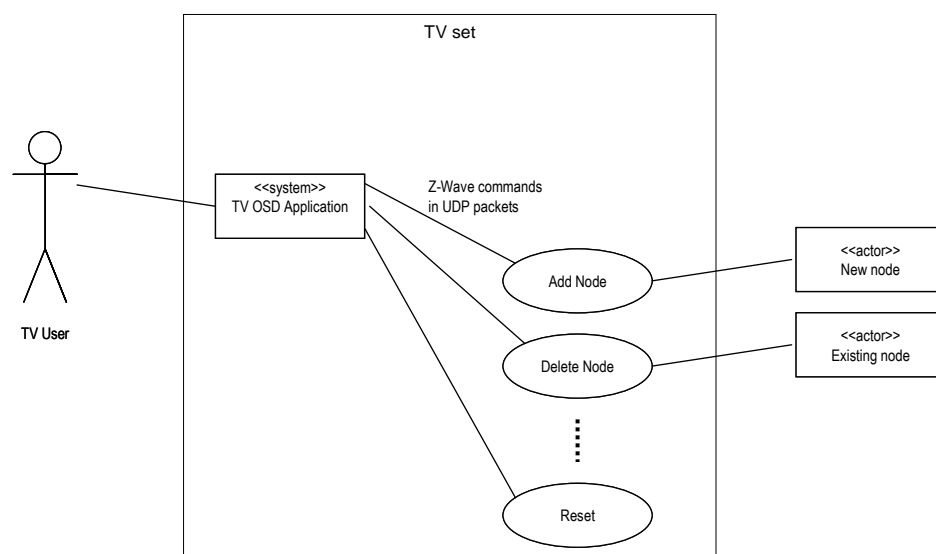 TV set
<<system>>
TV OSD Application
Z-Wave commands
in UDP packets
TV User
Add Node
<<actor>>
New node
Delete Node
<<actor>>
Existing node
Reset